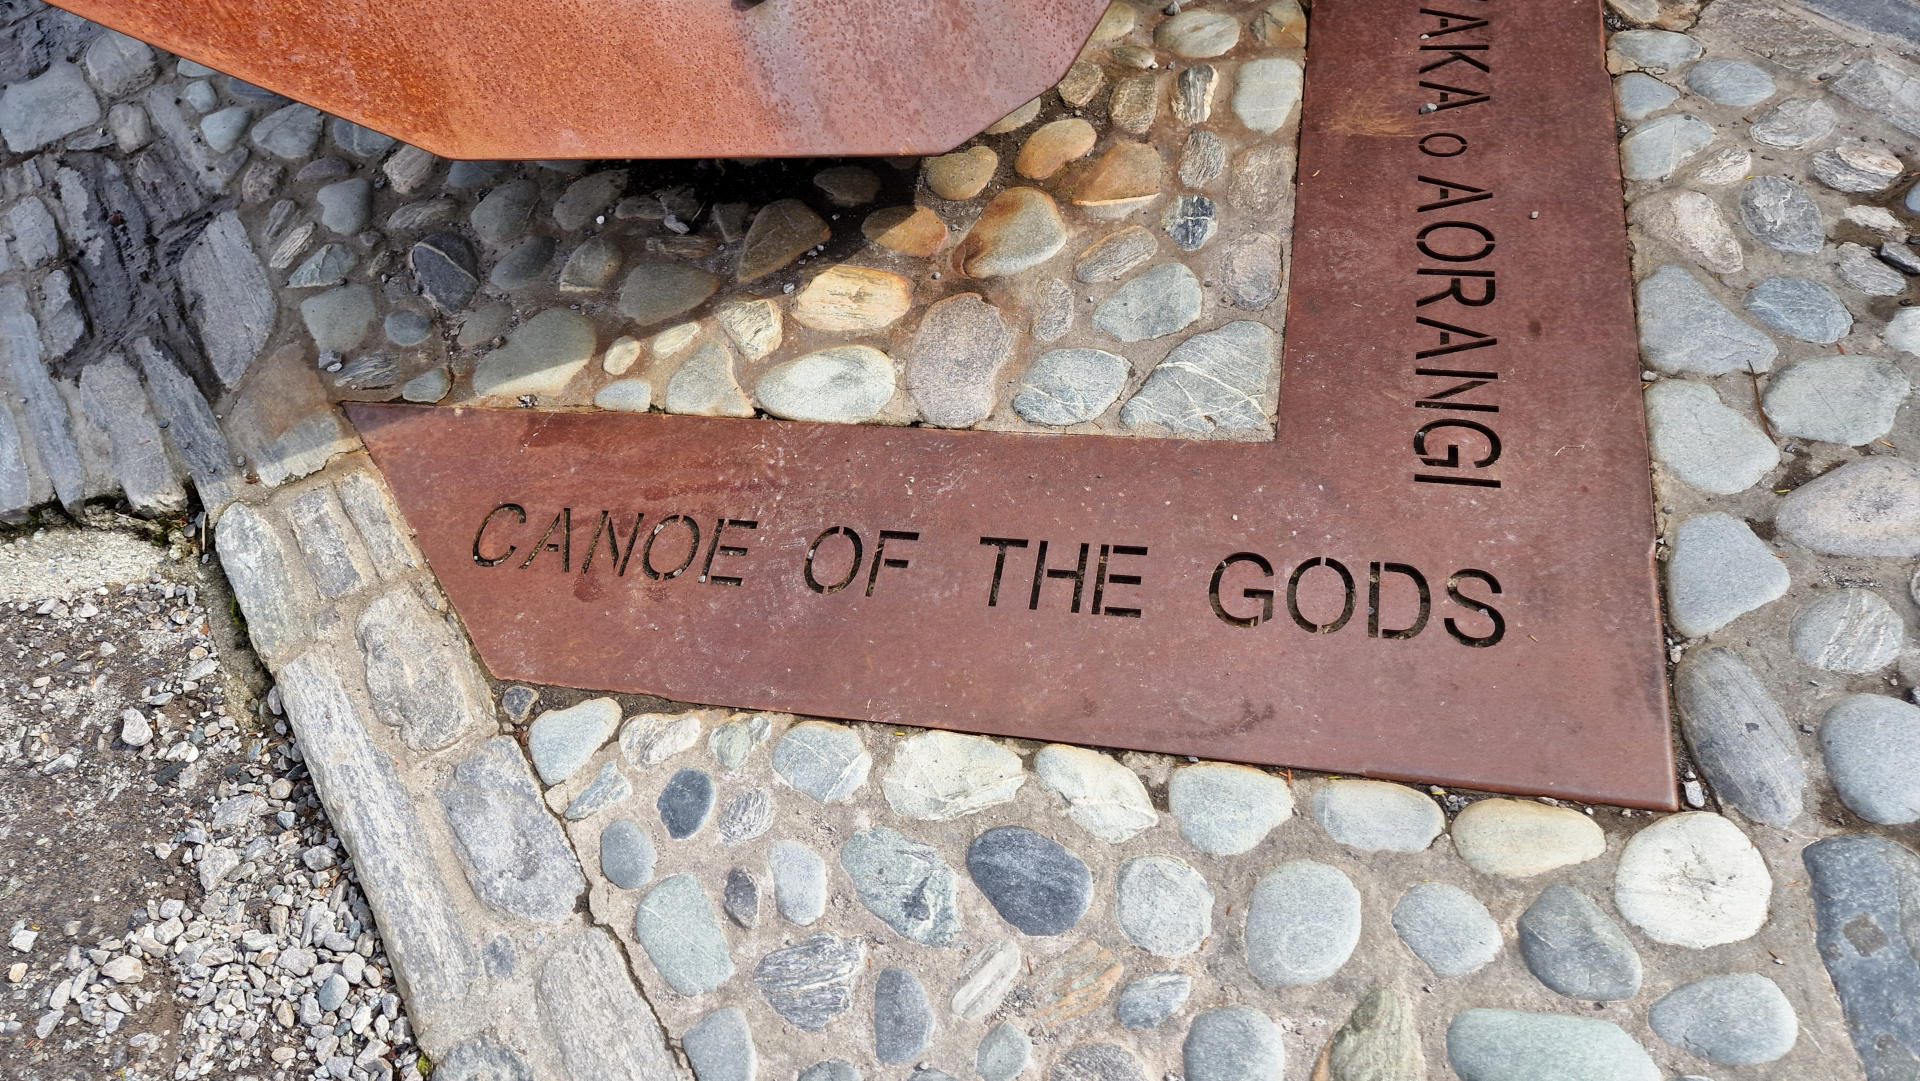 AKA o AORANGI
CANOE OF THE GODS